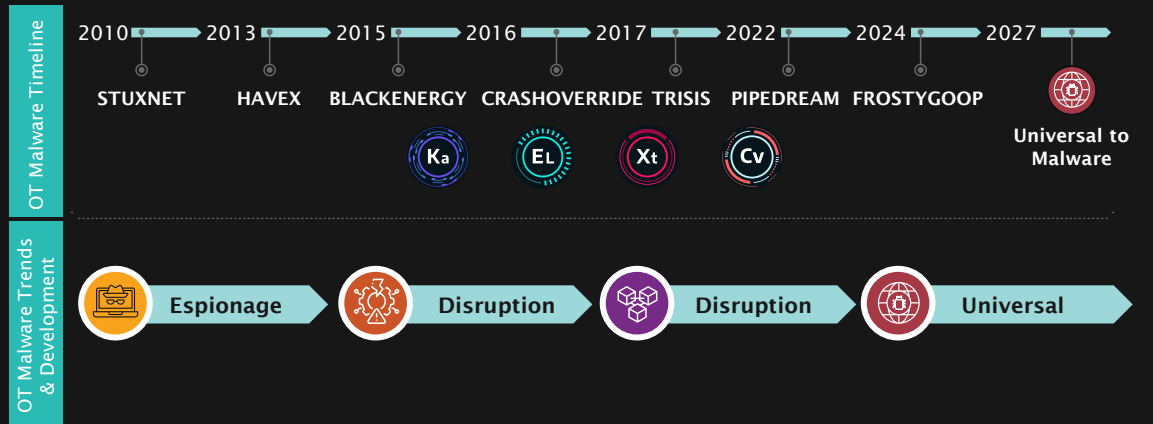 OT Malware Timeline
2010 2013 2015 2016 2017 2022 2024 2027
STUXNET HAVEX BLACKENERGY CRASHOVERRIDE TRISIS PIPEDREAM FROSTYGOOP
Ka EL Xt Cv
Universal to
Malware
OT Malware Trends
& Development
Espionage Disruption Disruption Universal